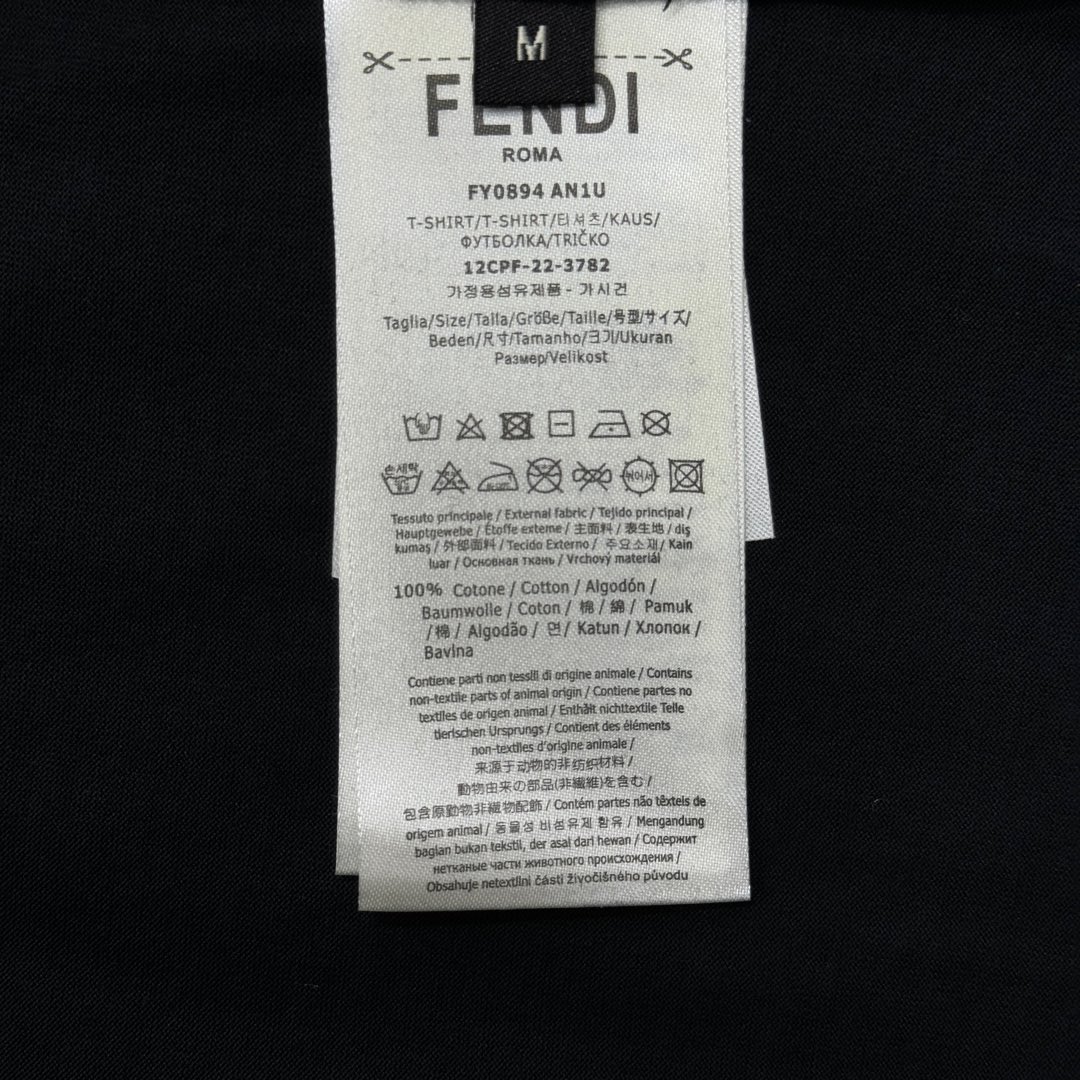 M
FENDI
ROMA
FY0894 AN1U
T-SHIRT/T-SHIRT/티셔츠/KAUS/
ФУТБОЛКА/TRIČKO
12CPF-22-3782
가정용섬유제품 - 가시건
Taglia/Size/Talla/Größe/Taille/号型/サイズ/
Beden/尺寸/Tamanho/크기/Ukuran
Размер/Velikost
손세탁
Tessuto principale / External fabric / Tejido principal /
Hauptgewebe / Étoffe externe / 主面料 / 表生地 / diş
kumaş / 外部面料 / Tecido Externo / 주요소재 / Kain
luar / Основная ткань / Vrchový materiál
100% Cotone / Cotton / Algodón /
Baumwolle / Coton / 棉 / 綿 / Pamuk
/ 棉 / Algodão / 면 / Katun / Хлопок /
Bavlna
Contiene parti non tessili di origine animale / Contains
non-textile parts of animal origin / Contiene partes no
textiles de origen animal / Enthält nichttextile Teile
tierischen Ursprungs / Contient des éléments
non-textiles d'origine animale /
来源于动物的非纺织材料 /
動物由来の部品(非繊維)を含む /
包含原動物非織物配飾 / Contém partes não têxteis de
origem animal / 동물성 비섬유제 함유 / Mengandung
bagian bukan tekstil, der asal dari hewan / Содержит
нетканые части животного происхождения /
Obsahuje netextilní části živočišného původu